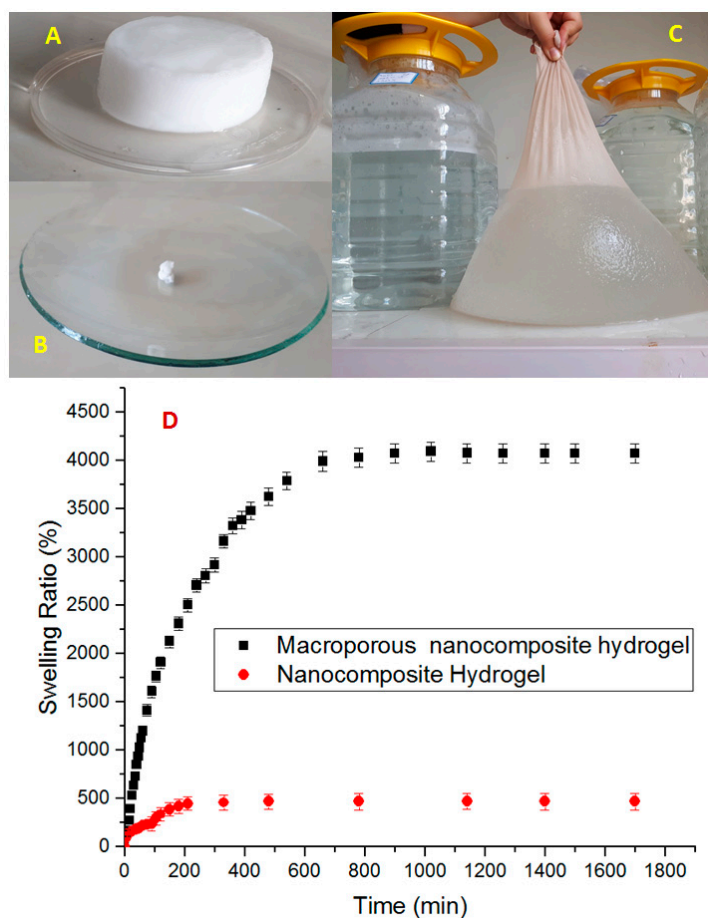 A
C
B
D
4500
4000
3500
3000
2500
2000
1500
1000
500
0
Swelling Ratio (%)
Macroporous nanocomposite hydrogel
Nanocomposite Hydrogel
0 200 400 600 800 1000 1200 1400 1600 1800
Time (min)